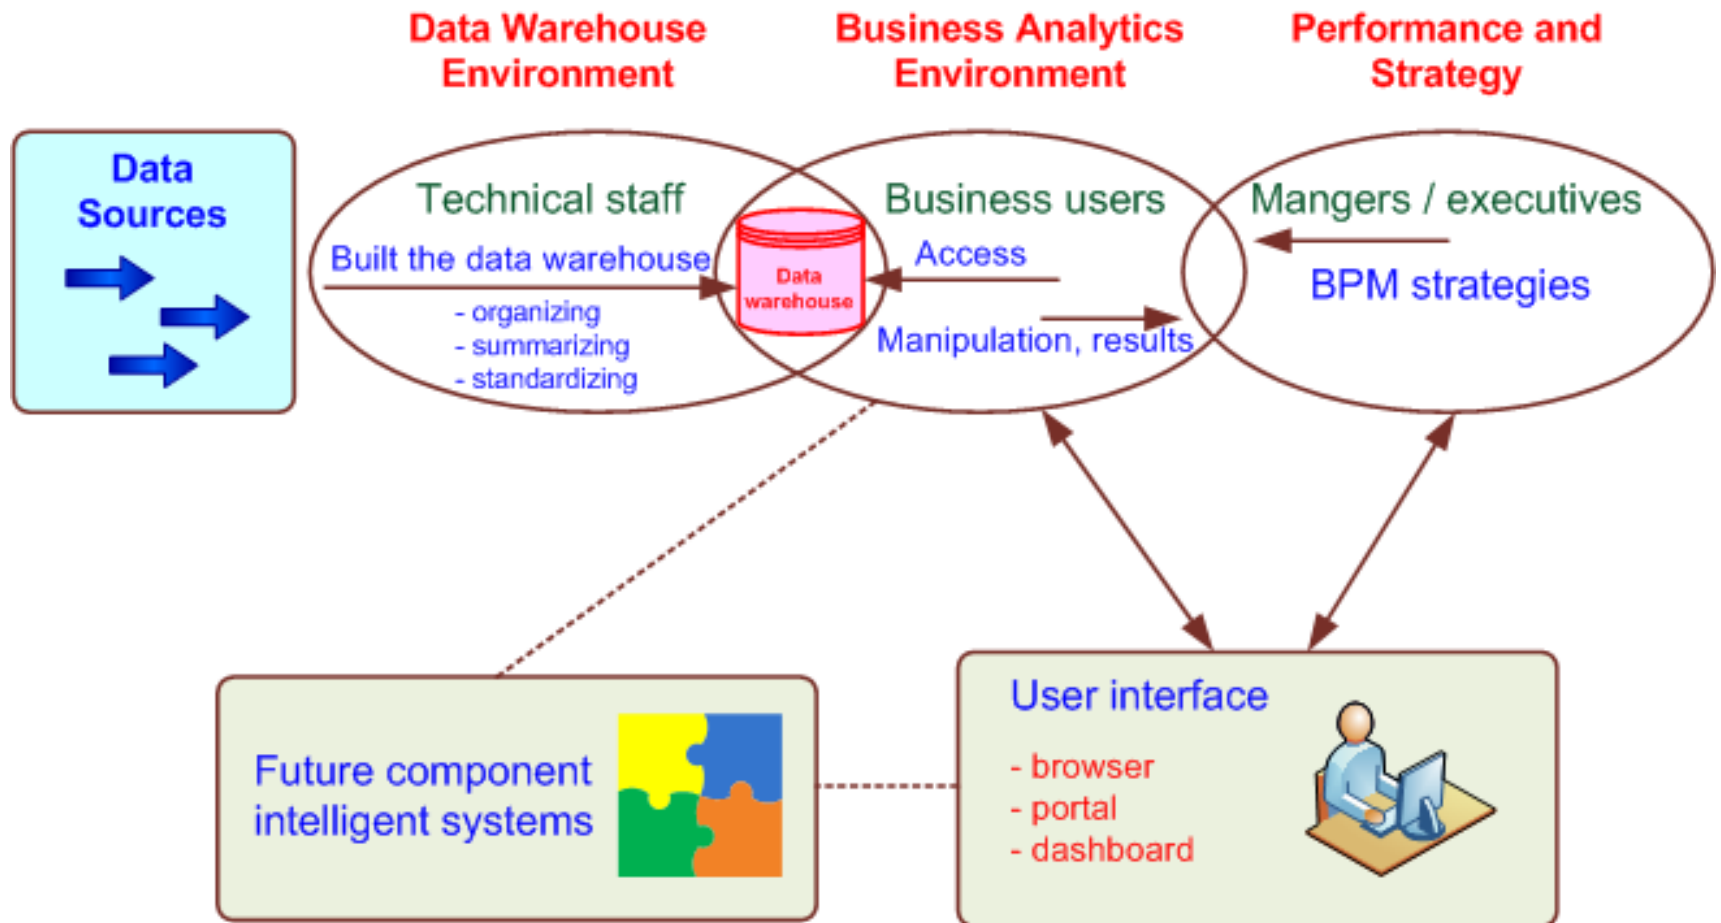 Data Warehouse
Environment
Business Analytics
Environment
Performance and
Strategy
Data
Sources
Technical staff
Built the data warehouse
- organizing
- summarizing
- standardizing
Data
warehouse
Business users
Access
Manipulation, results
Mangers / executives
BPM strategies
Future component
intelligent systems
User interface
- browser
- portal
- dashboard